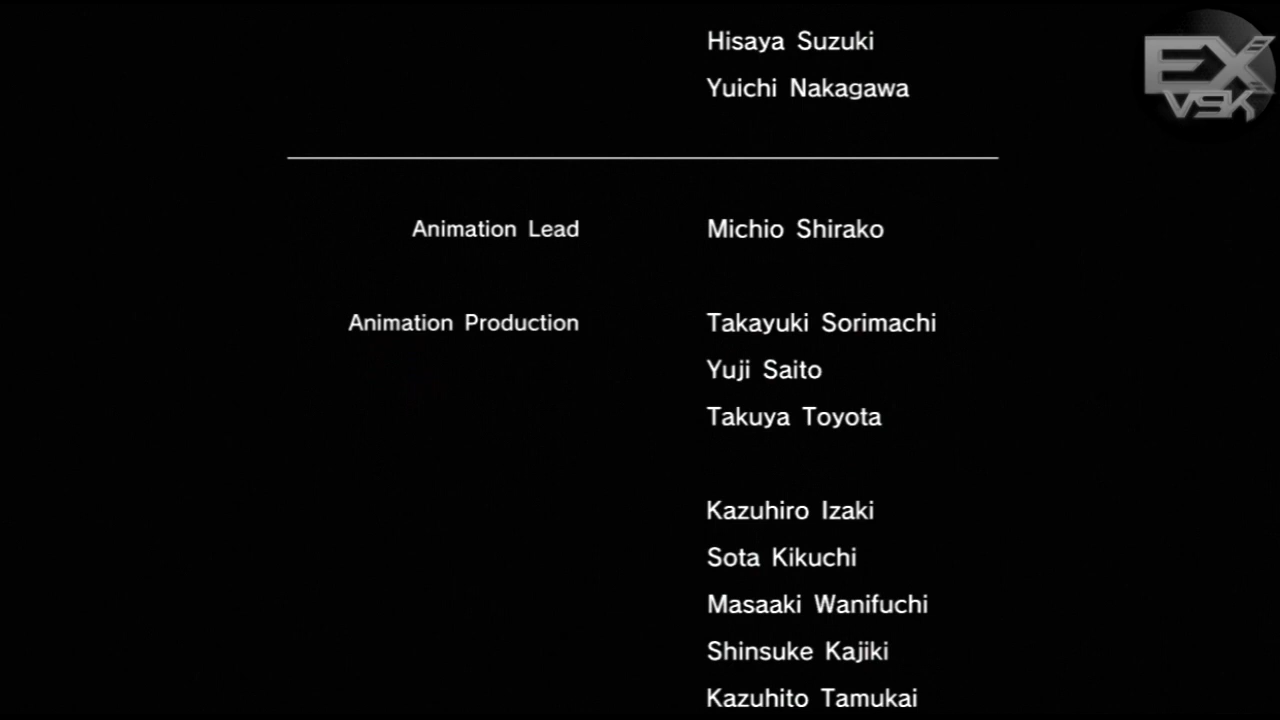 Hisaya Suzuki
Yuichi Nakagawa
EX
VSK
Animation Lead Michio Shirako
Animation Production Takayuki Sorimachi
Yuji Saito
Takuya Toyota
Kazuhiro Izaki
Sota Kikuchi
Masaaki Wanifuchi
Shinsuke Kajiki
Kazuhito Tamukai